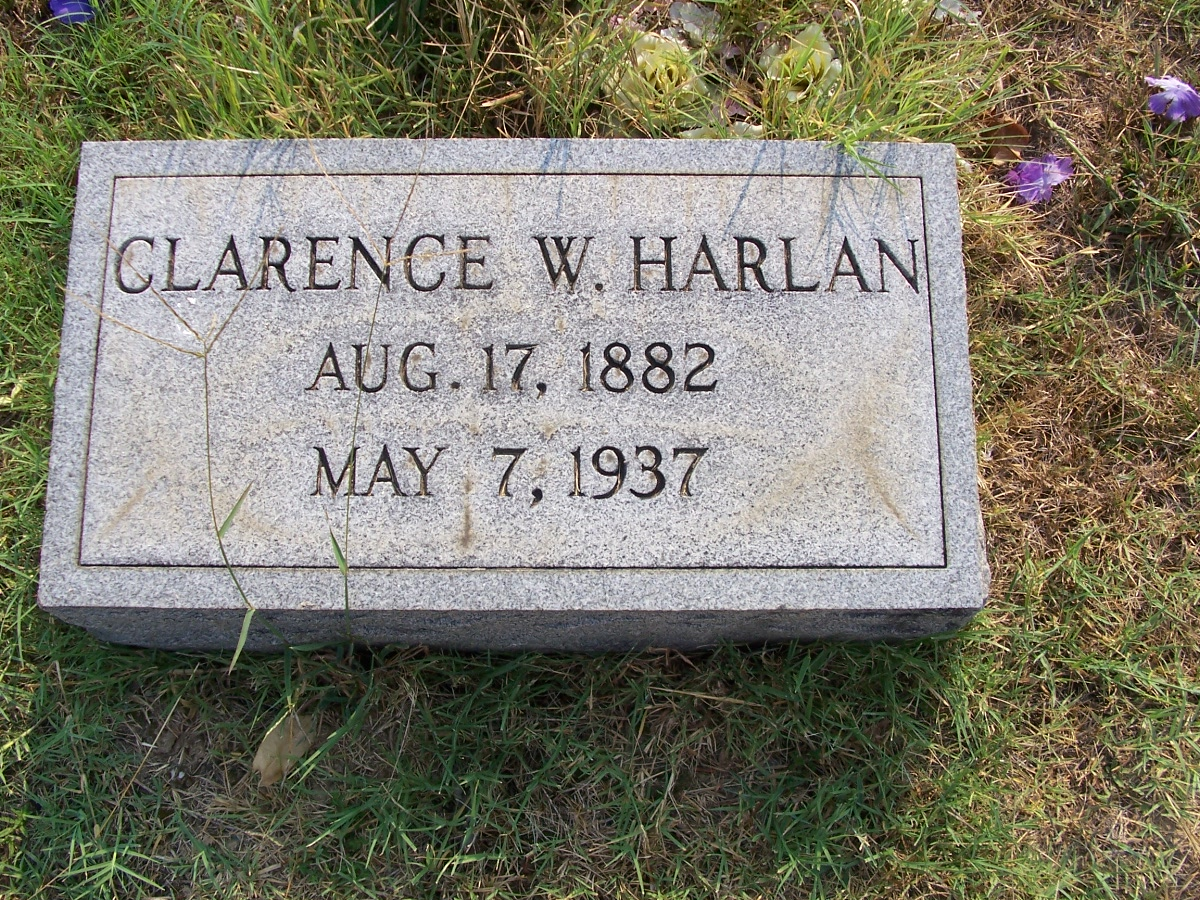 CLARENCE W. HARLAN
AUG. 17, 1882
MAY 7, 1937